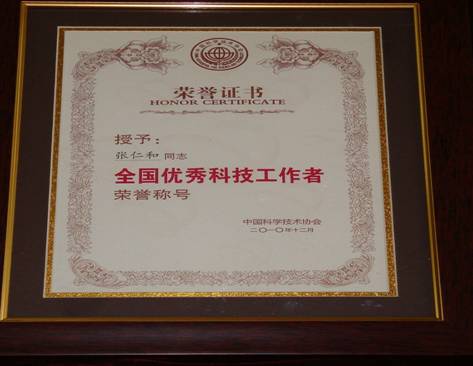 荣誉证书
HONOR CERTIFICATE
授予：
张仁和 同志
全国优秀科技工作者
荣誉称号
中国科学技术协会
二〇一〇年十二月